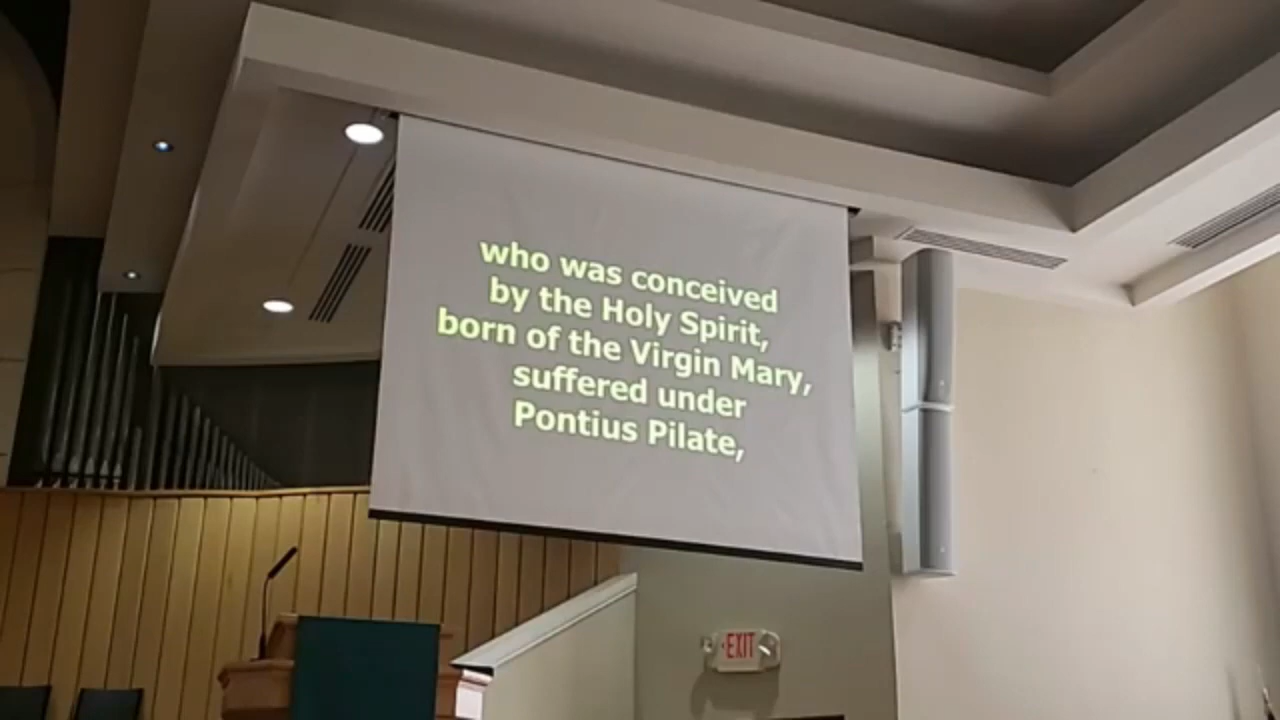 who was conceived
by the Holy Spirit,
born of the Virgin Mary,
suffered under
Pontius Pilate,
EXIT